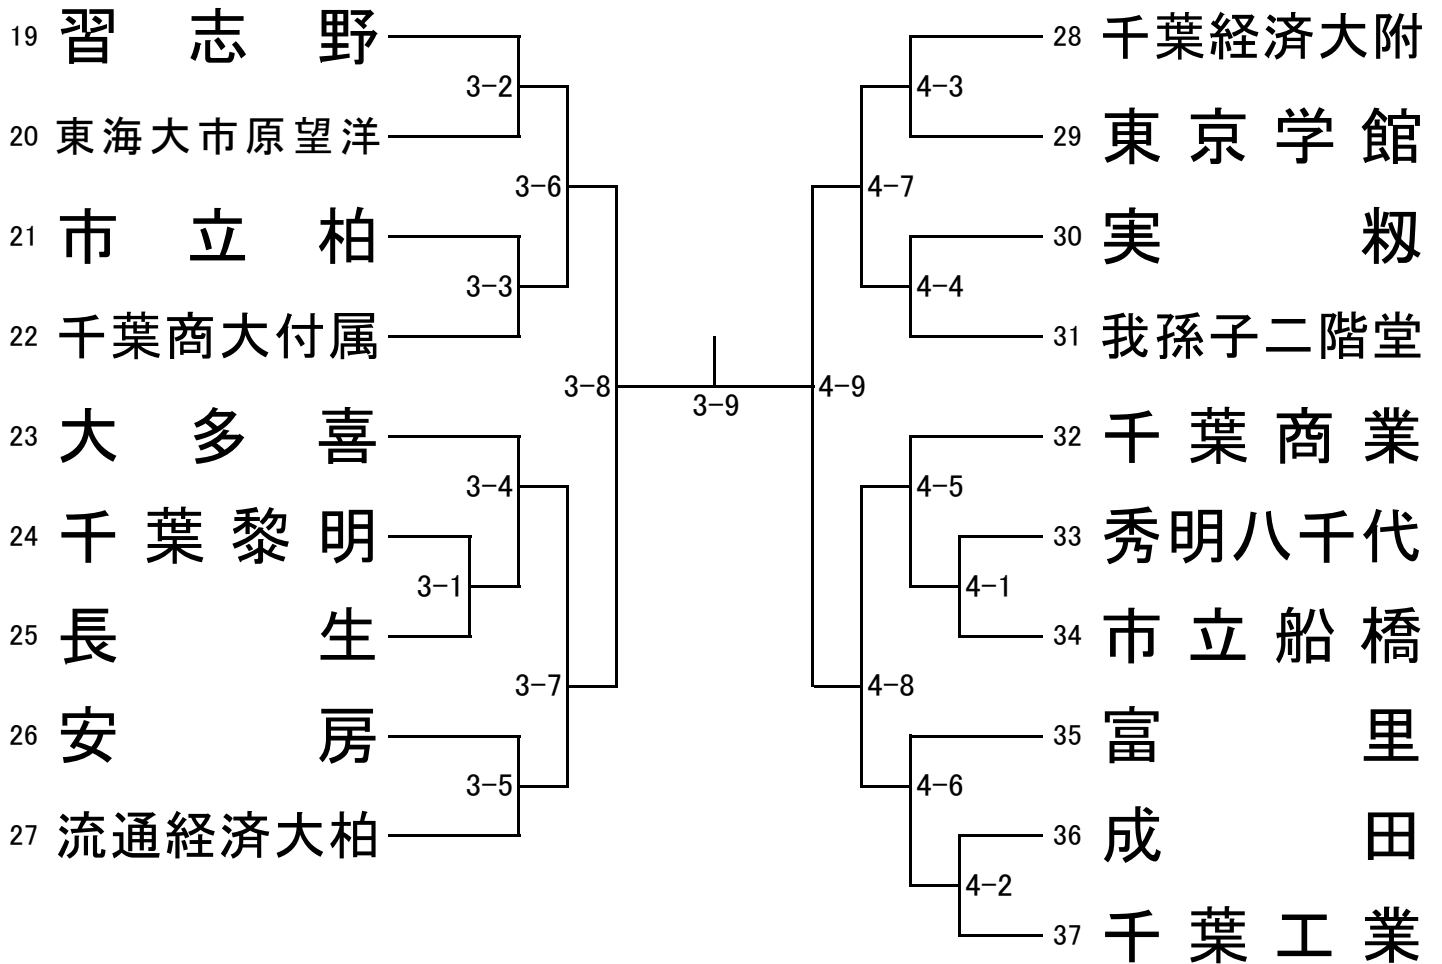 19 習志野
3-2
20 東海大市原望洋
3-6
21 市立柏
3-3
22 千葉商大付属
3-8
23 大多喜
3-4
24 千葉黎明
3-1
25 長生
3-7
26 安房
3-5
27 流通経済大柏
3-9
28 千葉経済大附
4-3
29 東京学館
4-7
30 実籾
4-4
31 我孫子二階堂
4-9
32 千葉商業
4-5
33 秀明八千代
4-1
34 市立船橋
4-8
35 富里
4-6
36 成田
4-2
37 千葉工業